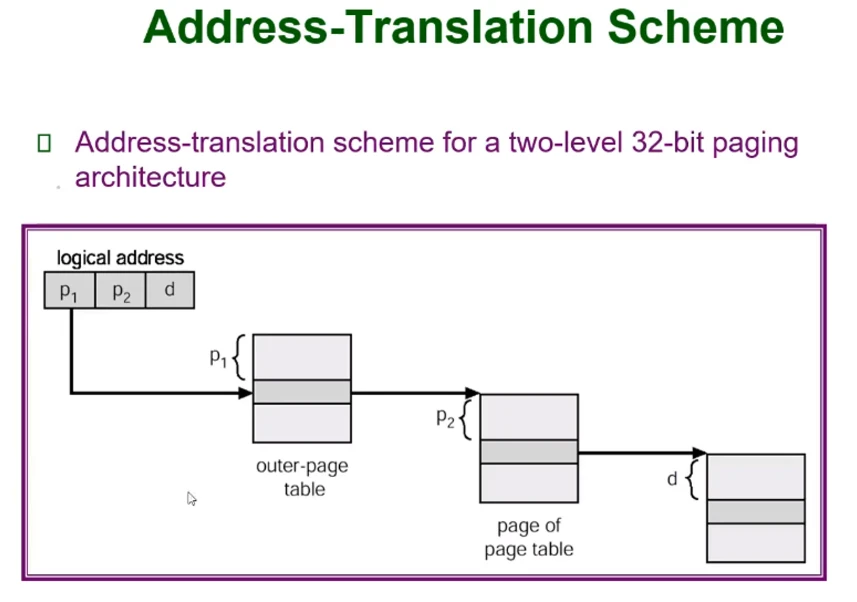 Address-Translation Scheme
Address-translation scheme for a two-level 32-bit paging
architecture
logical address
p1 p2 d
p1
p2
outer-page
table
d
page of
page table